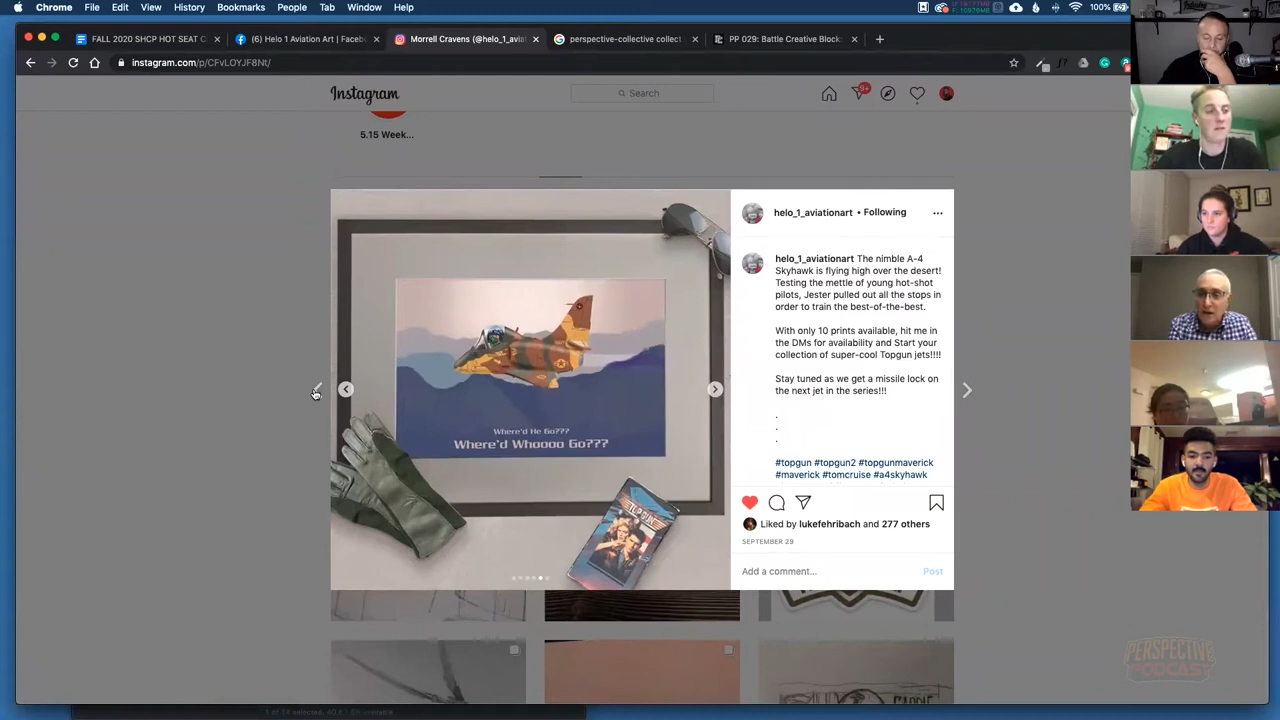 Chrome File Edit View History Bookmarks People Tab Window Help 100%
FALL 2020 SHCP HOT SEAT C
(6) Helo 1 Aviation Art | Facebo
Morrell Cravens (@helo_1_avia
perspective-collective collect
PP 029: Battle Creative Block
instagram.com/p/CFvLOYJF8Nt/
Instagram
Search
9+
5.15 Week...
helo_1_aviationart • Following
helo_1_aviationart The nimble A-4
Skyhawk is flying high over the desert!
Testing the mettle of young hot-shot
pilots, Jester pulled out all the stops in
order to train the best-of-the-best.
With only 10 prints available, hit me in
the DMs for availability and Start your
collection of super-cool Topgun jets!!!!
Stay tuned as we get a missile lock on
the next jet in the series!!!
.
.
.
#topgun #topgun2 #topgunmaverick
#maverick #tomcruise #a4skyhawk
Liked by lukefehribach and 277 others
SEPTEMBER 29
Add a comment... Post
Where'd He Go???
Where'd Whoooo Go???
TOP GUN
PERSPECTIVE
PODCAST